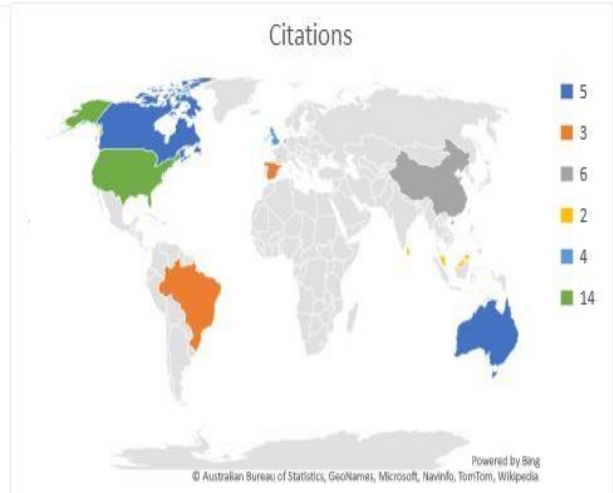 Citations
5
3
6
2
4
14
Powered by Bing
© Australian Bureau of Statistics, GeoNames, Microsoft, Navinfo, TomTom, Wikipedia